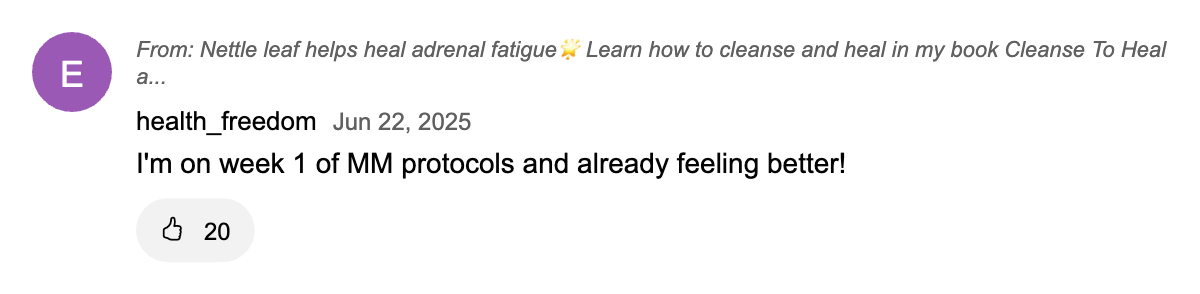 E
From: Nettle leaf helps heal adrenal fatigue🌟 Learn how to cleanse and heal in my book Cleanse To Heal
a...
health_freedom Jun 22, 2025
I'm on week 1 of MM protocols and already feeling better!
20